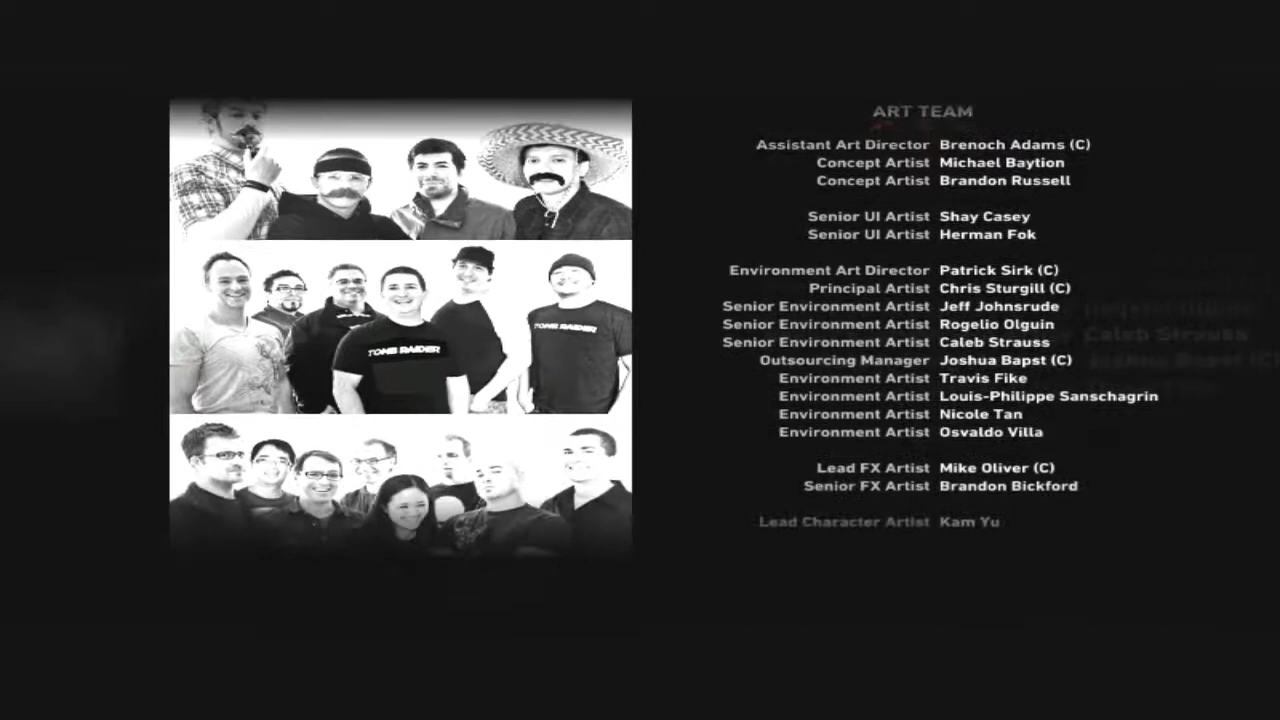 ART TEAM
Assistant Art Director Brenoch Adams (C)
Concept Artist Michael Baytion
Concept Artist Brandon Russell
Senior UI Artist Shay Casey
Senior UI Artist Herman Fok
Environment Art Director Patrick Sirk (C)
Principal Artist Chris Sturgill (C)
Senior Environment Artist Jeff Johnsrude
Senior Environment Artist Rogelio Olguin
Senior Environment Artist Caleb Strauss
Outsourcing Manager Joshua Bapst (C)
Environment Artist Travis Fike
Environment Artist Louis-Philippe Sanschagrin
Environment Artist Nicole Tan
Environment Artist Osvaldo Villa
Lead FX Artist Mike Oliver (C)
Senior FX Artist Brandon Bickford
Lead Character Artist Kam Yu
TOMB RAIDER
TOMB RAIDER
Caleb Strauss
Joshua Bapst (C)